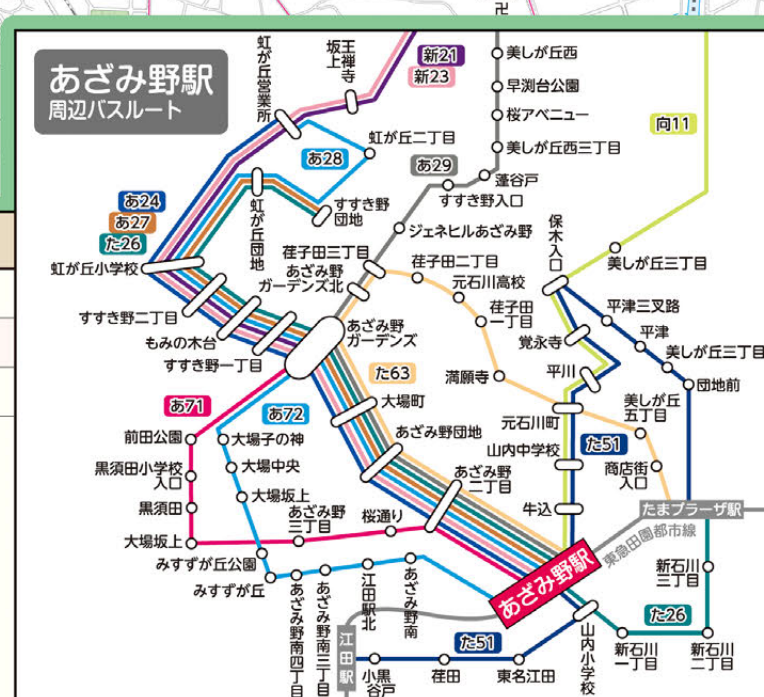 あざみ野駅
周辺バスルート
新21
新23
あ28
あ29
向11
あ24
あ27
た26
た63
あ71
あ72
た51
た51
た26
王禅寺
坂上
虹が丘営業所
虹が丘二丁目
すすき野
団地
虹が丘団地
虹が丘小学校
すすき野二丁目
もみの木台
すすき野一丁目
美しが丘西
早渕台公園
桜アベニュー
美しが丘西三丁目
蓬谷戸
すすき野入口
ジェネヒルあざみ野
荏子田三丁目
あざみ野
ガーデンズ北
あざみ野
ガーデンズ
荏子田二丁目
元石川高校
荏子田
一丁目
満願寺
保木入口
美しが丘三丁目
平津三叉路
平津
美しが丘三丁目
団地前
覚永寺
平川
元石川町
美しが丘
五丁目
山内中学校
商店街
入口
牛込
たまプラーザ駅
東急田園都市線
大場町
あざみ野団地
あざみ野
二丁目
前田公園
黒須田小学校
入口
黒須田
大場坂上
大場子の神
大場中央
大場坂上
あざみ野
三丁目
桜通り
みすずが丘公園
みすずが丘
あざみ野南四丁目
あざみ野南三丁目
江田駅北
あざみ野南
あざみ野駅
江田駅
小黒
谷戸
荏田
東名江田
山内小学校
新石川
一丁目
新石川
二丁目
新石川
三丁目